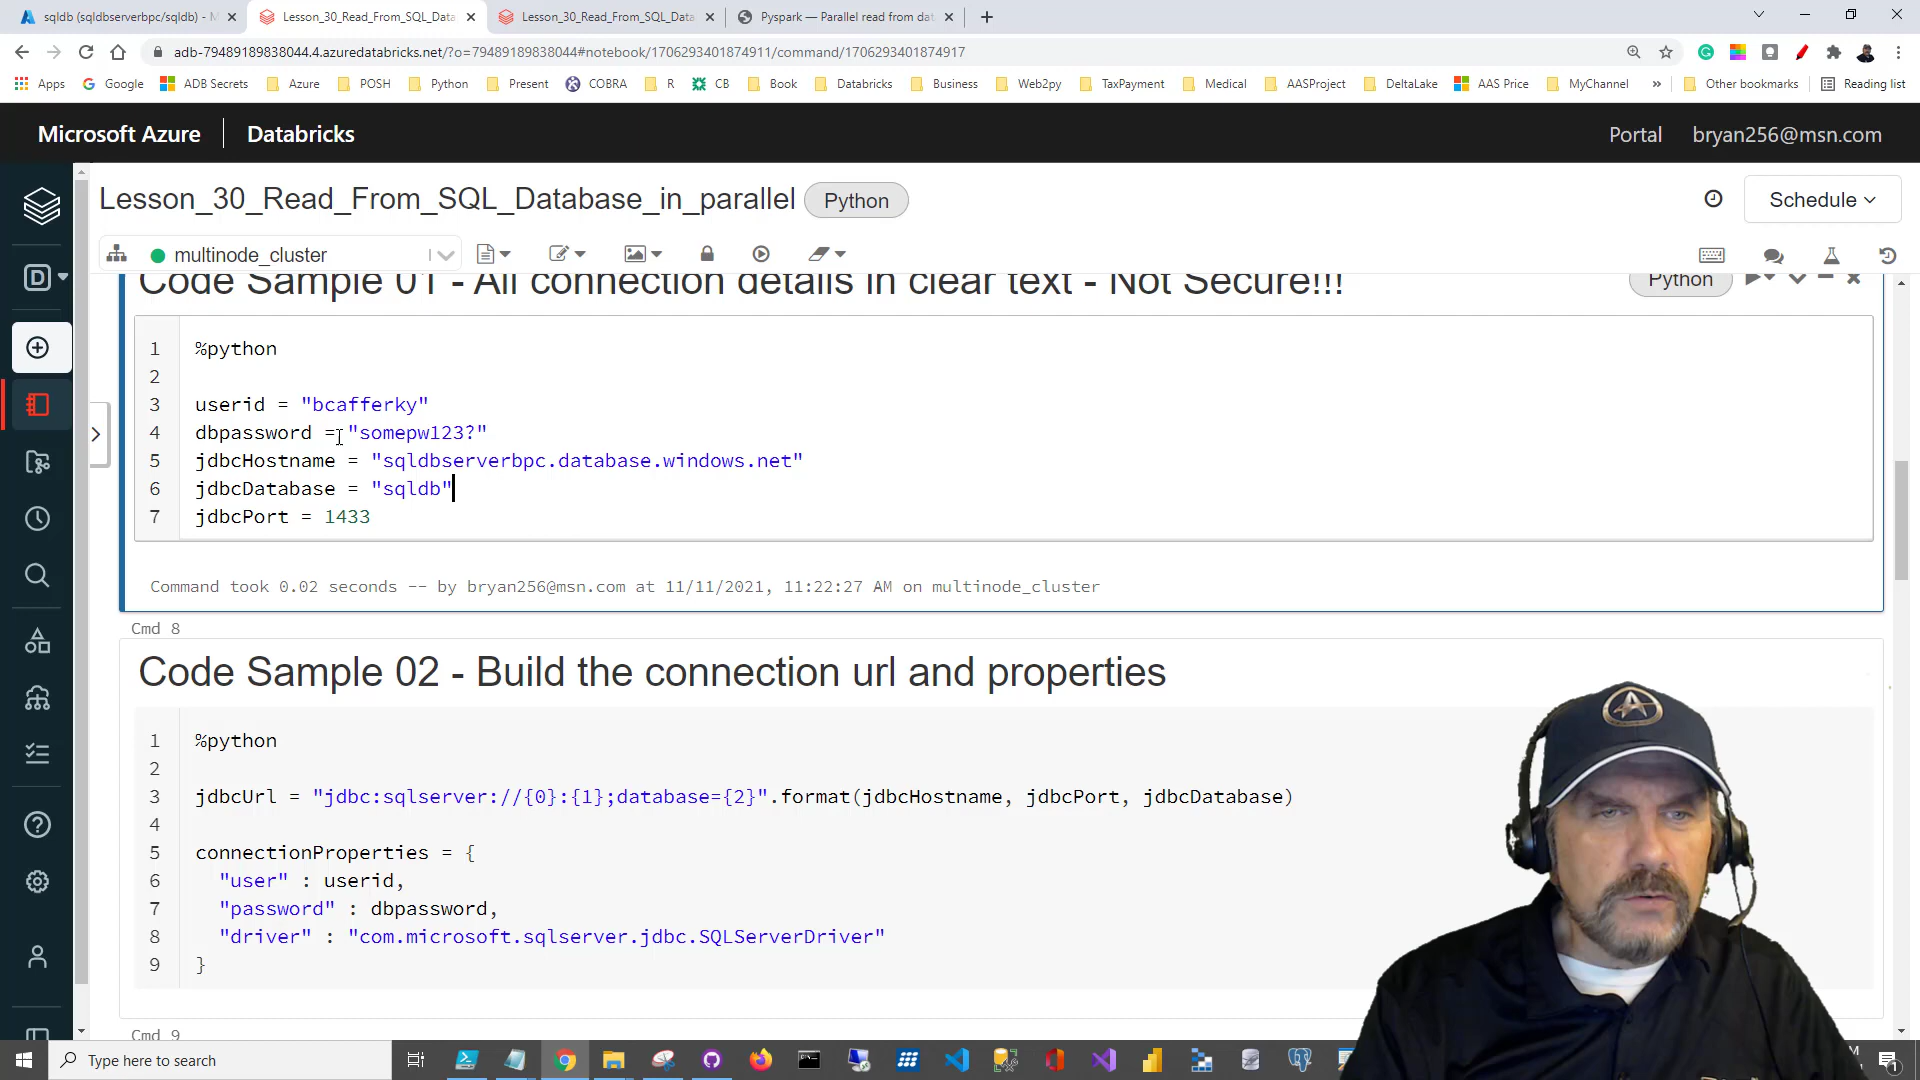 sqldb (sqldbserverbpc/sqldb) - M
Lesson_30_Read_From_SQL_Data
Lesson_30_Read_From_SQL_Data
Pyspark — Parallel read from dat
adb-79489189838044.4.azuredatabricks.net/?o=79489189838044#notebook/1706293401874911/command/1706293401874917
Apps
Google
ADB Secrets
Azure
POSH
Python
Present
COBRA
R
CB
Book
Databricks
Business
Web2py
TaxPayment
Medical
AASProject
DeltaLake
AAS Price
MyChannel
»
Other bookmarks
Reading list
Microsoft Azure
Databricks
Portal
bryan256@msn.com
Lesson_30_Read_From_SQL_Database_in_parallel
Python
Schedule
D
multinode_cluster
Code Sample 01 - All connection details in clear text - Not Secure!!!
Python
1 %python
2
3 userid = "bcafferky"
4 dbpassword = "somepw123?"
5 jdbcHostname = "sqldbserverbpc.database.windows.net"
6 jdbcDatabase = "sqldb"
7 jdbcPort = 1433
Command took 0.02 seconds -- by bryan256@msn.com at 11/11/2021, 11:22:27 AM on multinode_cluster
Cmd 8
Code Sample 02 - Build the connection url and properties
1 %python
2
3 jdbcUrl = "jdbc:sqlserver://{0}:{1};database={2}".format(jdbcHostname, jdbcPort, jdbcDatabase)
4
5 connectionProperties = {
6 "user" : userid,
7 "password" : dbpassword,
8 "driver" : "com.microsoft.sqlserver.jdbc.SQLServerDriver"
9 }
Cmd 9
Type here to search